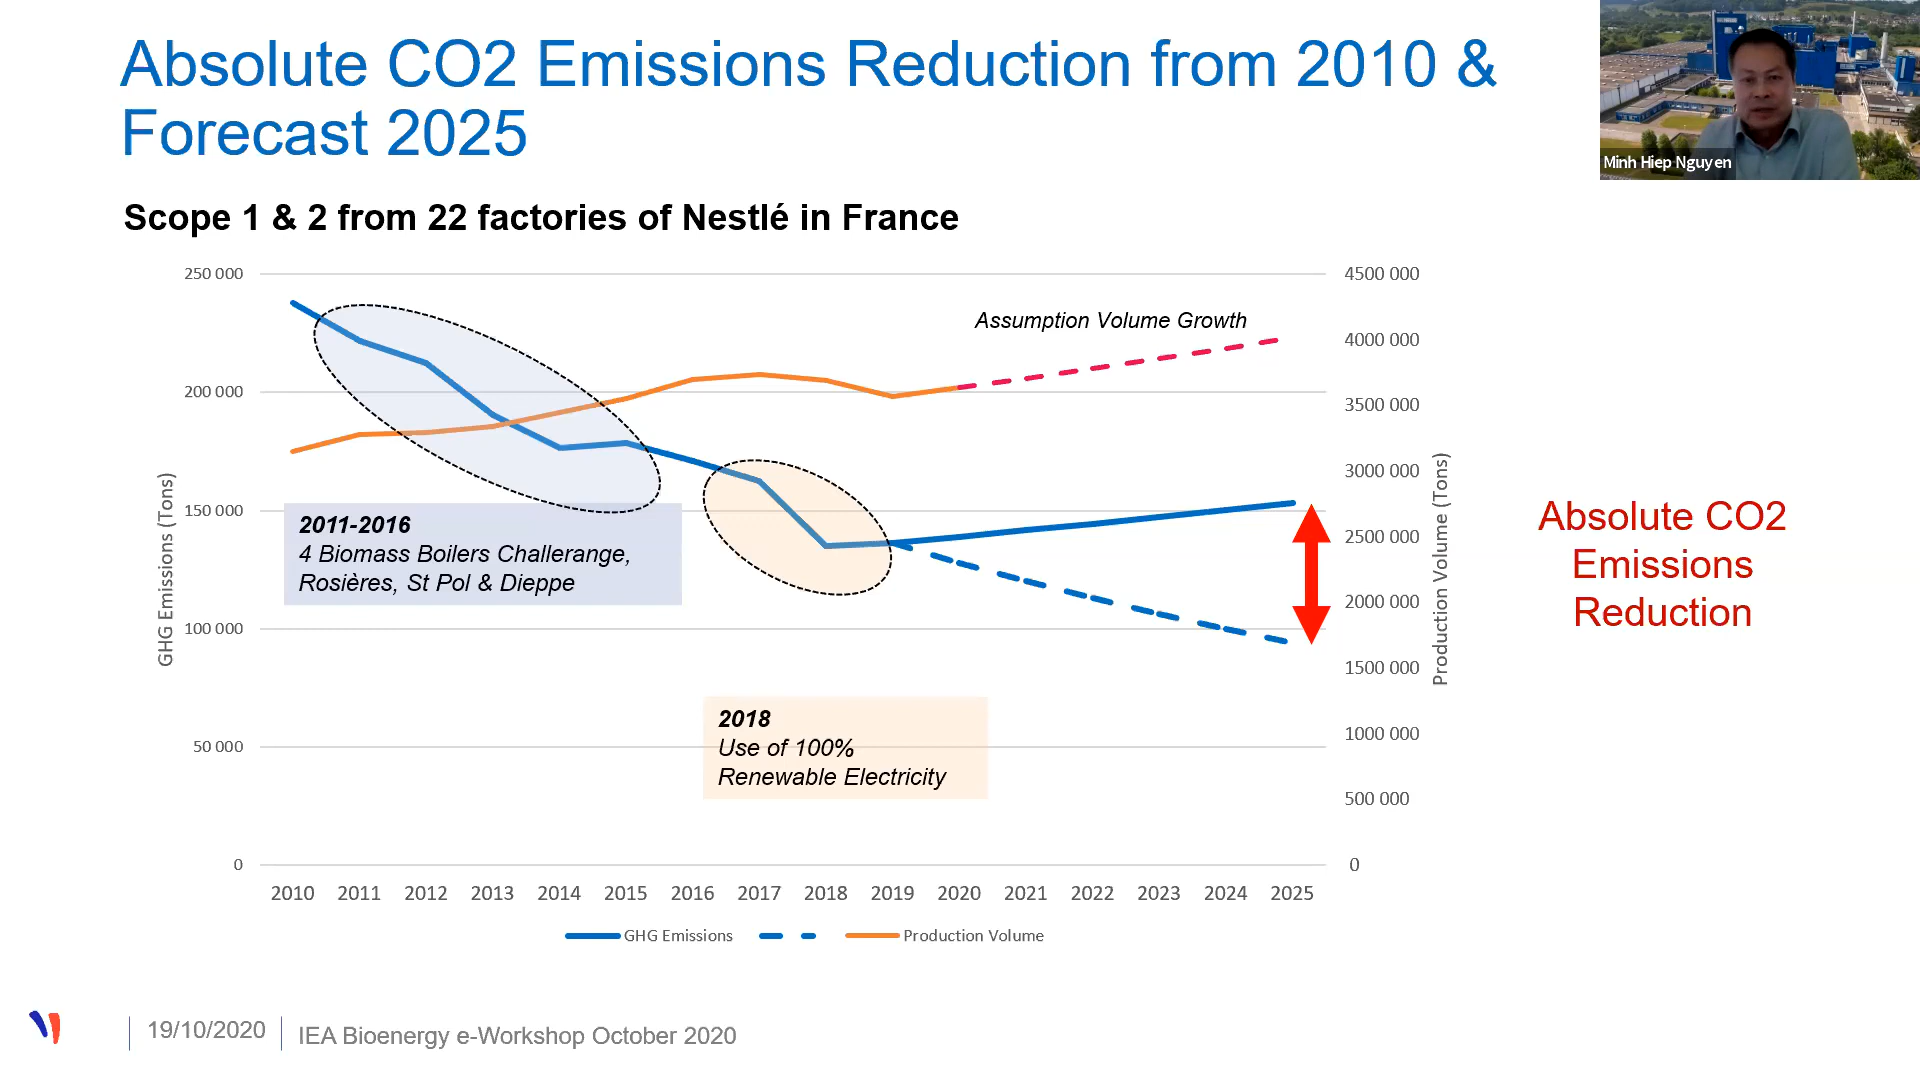 Absolute CO2 Emissions Reduction from 2010 &
Forecast 2025
Minh Hiep Nguyen
Scope 1 & 2 from 22 factories of Nestlé in France
250 000
200 000
150 000
100 000
50 000
0
GHG Emissions (Tons)
4500 000
4000 000
3500 000
3000 000
2500 000
2000 000
1500 000
1000 000
500 000
0
Production Volume (Tons)
Assumption Volume Growth
2011-2016
4 Biomass Boilers Challerange,
Rosières, St Pol & Dieppe
2018
Use of 100%
Renewable Electricity
Absolute CO2
Emissions
Reduction
2010 2011 2012 2013 2014 2015 2016 2017 2018 2019 2020 2021 2022 2023 2024 2025
GHG Emissions Production Volume
19/10/2020 IEA Bioenergy e-Workshop October 2020